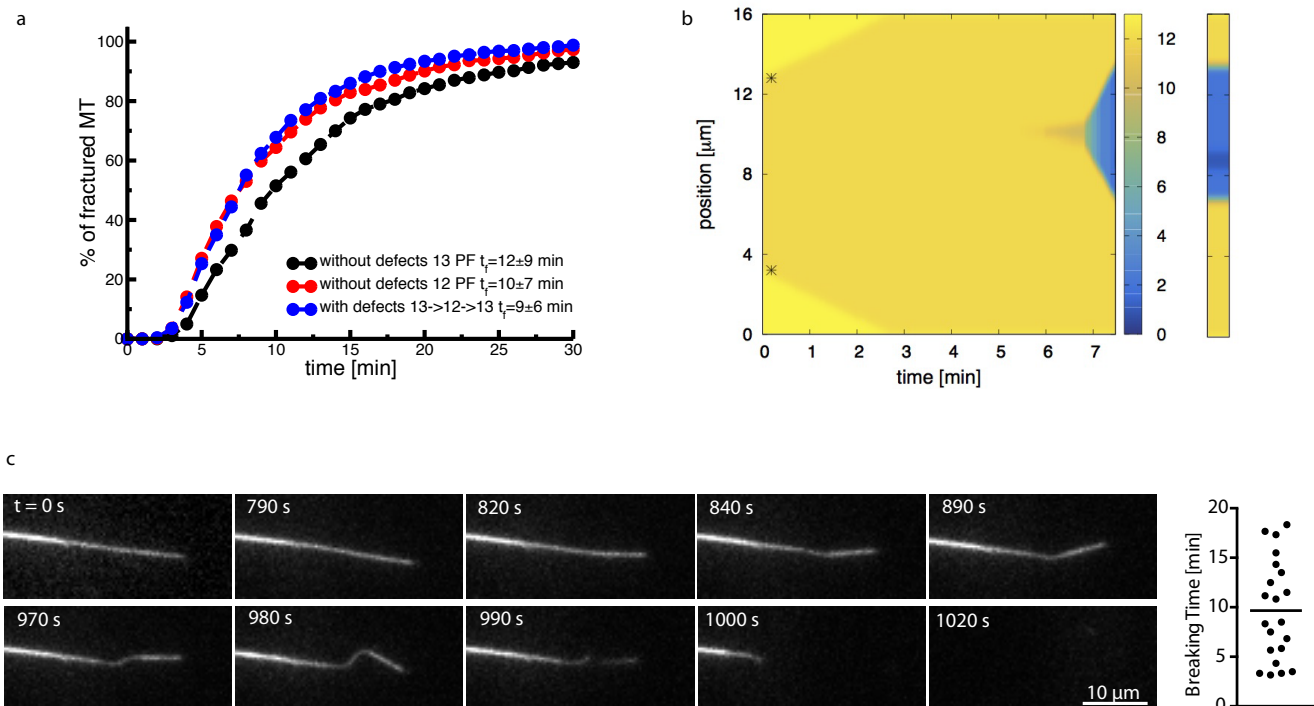 a
100
80
60
40
20
0
% of fractured MT
without defects 13 PF t_f=12±9 min
without defects 12 PF t_f=10±7 min
with defects 13->12->13 t_f=9±6 min
0 5 10 15 20 25 30
time [min]
b
16
12
8
4
0
position [µm]
0 1 2 3 4 5 6 7
time [min]
12
10
8
6
4
2
0
c
t = 0 s 790 s 820 s 840 s 890 s
970 s 980 s 990 s 1000 s 1020 s
10 µm
20
15
10
5
0
Breaking Time [min]